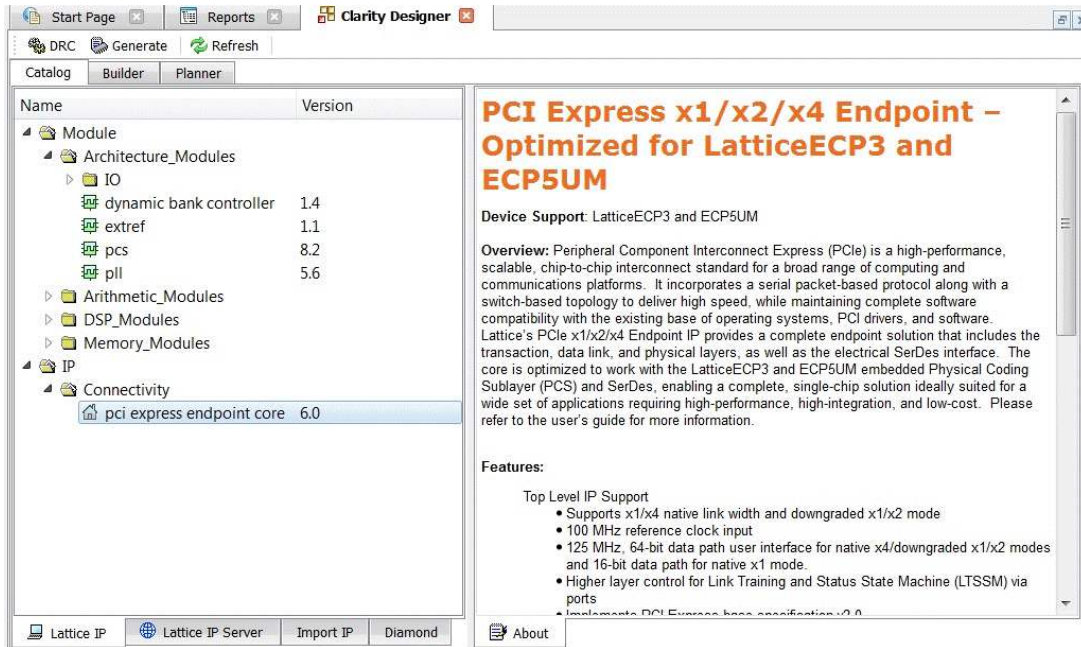 Start Page
Reports
Clarity Designer
DRC
Generate
Refresh
Catalog
Builder
Planner
Name
Version
Module
Architecture_Modules
IO
dynamic bank controller 1.4
extref 1.1
pcs 8.2
pll 5.6
Arithmetic_Modules
DSP_Modules
Memory_Modules
IP
Connectivity
pci express endpoint core 6.0
Lattice IP
Lattice IP Server
Import IP
Diamond
PCI Express x1/x2/x4 Endpoint –
Optimized for LatticeECP3 and
ECP5UM
Device Support: LatticeECP3 and ECP5UM
Overview: Peripheral Component Interconnect Express (PCIe) is a high-performance,
scalable, chip-to-chip interconnect standard for a broad range of computing and
communications platforms. It incorporates a serial packet-based protocol along with a
switch-based topology to deliver high speed, while maintaining complete software
compatibility with the existing base of operating systems, PCI drivers, and software.
Lattice's PCIe x1/x2/x4 Endpoint IP provides a complete endpoint solution that includes the
transaction, data link, and physical layers, as well as the electrical SerDes interface. The
core is optimized to work with the LatticeECP3 and ECP5UM embedded Physical Coding
Sublayer (PCS) and SerDes, enabling a complete, single-chip solution ideally suited for a
wide set of applications requiring high-performance, high-integration, and low-cost. Please
refer to the user's guide for more information.
Features:
Top Level IP Support
• Supports x1/x4 native link width and downgraded x1/x2 mode
• 100 MHz reference clock input
• 125 MHz, 64-bit data path user interface for native x4/downgraded x1/x2 modes
and 16-bit data path for native x1 mode.
• Higher layer control for Link Training and Status State Machine (LTSSM) via
ports
• Implements PCI Express base specification v2.0
About